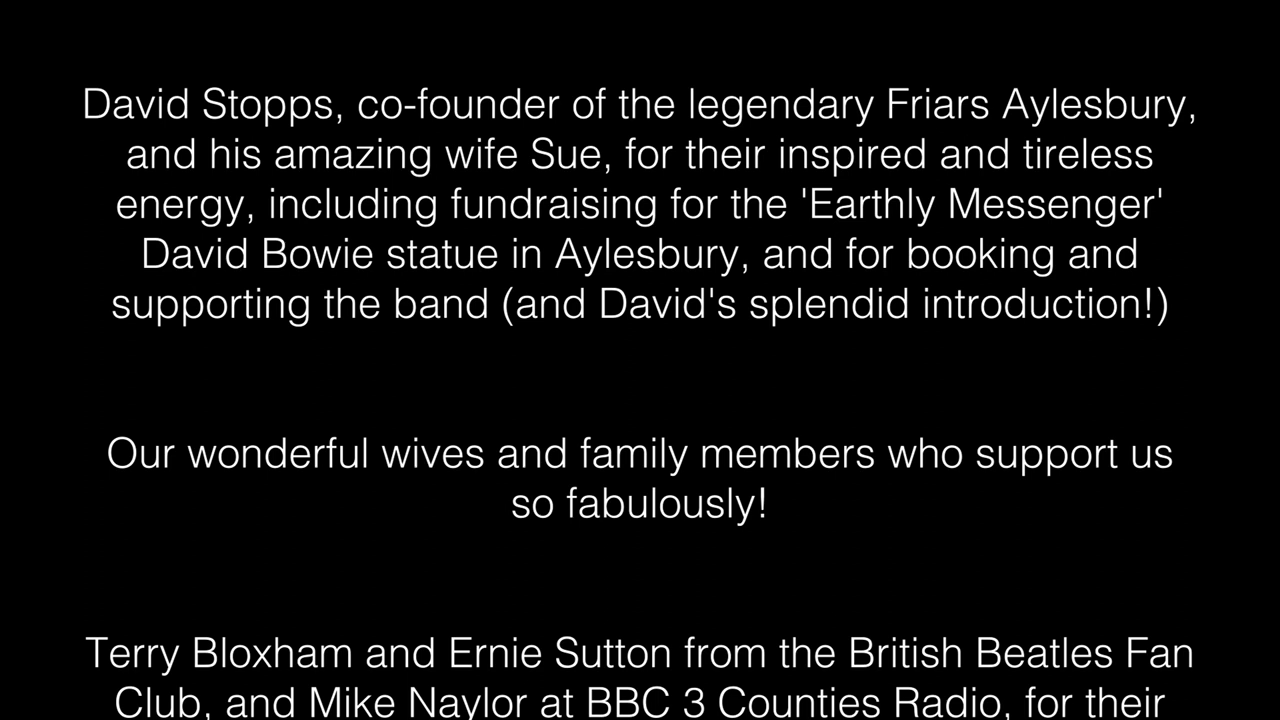 David Stopps, co-founder of the legendary Friars Aylesbury,
and his amazing wife Sue, for their inspired and tireless
energy, including fundraising for the 'Earthly Messenger'
David Bowie statue in Aylesbury, and for booking and
supporting the band (and David's splendid introduction!)
Our wonderful wives and family members who support us
so fabulously!
Terry Bloxham and Ernie Sutton from the British Beatles Fan
Club, and Mike Naylor at BBC 3 Counties Radio, for their